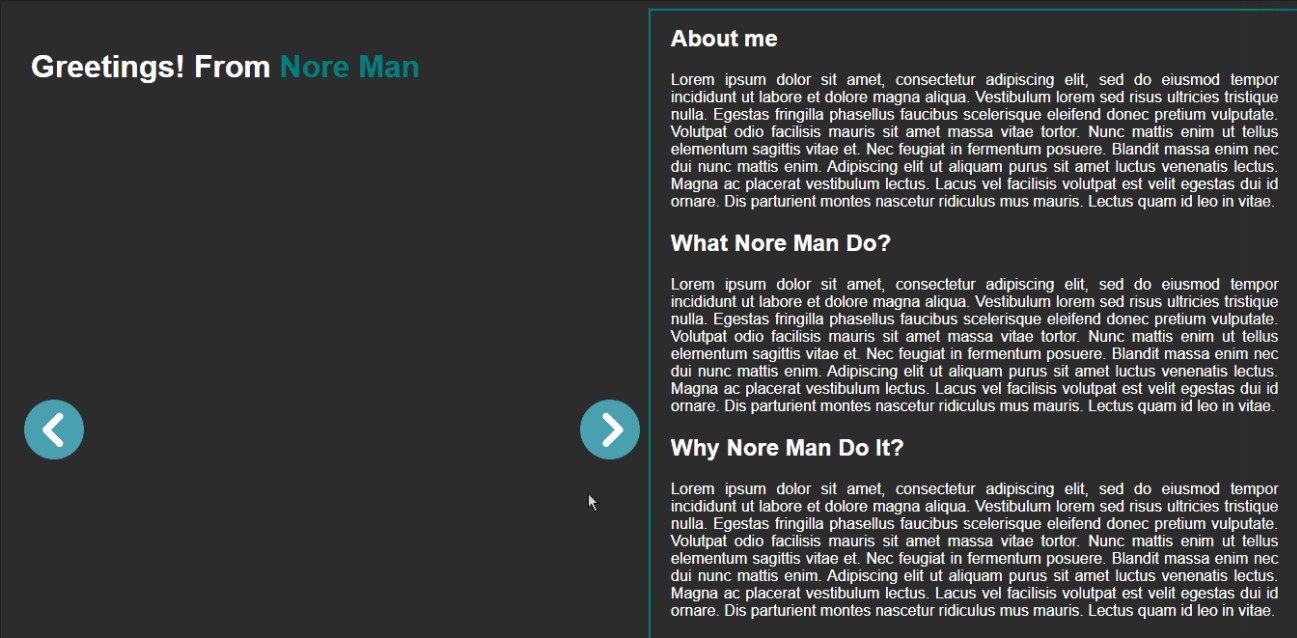 Greetings! From Nore Man
About me
Lorem ipsum dolor sit amet, consectetur adipiscing elit, sed do eiusmod tempor
incididunt ut labore et dolore magna aliqua. Vestibulum lorem sed risus ultricies tristique
nulla. Egestas fringilla phasellus faucibus scelerisque eleifend donec pretium vulputate.
Volutpat odio facilisis mauris sit amet massa vitae tortor. Nunc mattis enim ut tellus
elementum sagittis vitae et. Nec feugiat in fermentum posuere. Blandit massa enim nec
dui nunc mattis enim. Adipiscing elit ut aliquam purus sit amet luctus venenatis lectus.
Magna ac placerat vestibulum lectus. Lacus vel facilisis volutpat est velit egestas dui id
ornare. Dis parturient montes nascetur ridiculus mus mauris. Lectus quam id leo in vitae.
What Nore Man Do?
Lorem ipsum dolor sit amet, consectetur adipiscing elit, sed do eiusmod tempor
incididunt ut labore et dolore magna aliqua. Vestibulum lorem sed risus ultricies tristique
nulla. Egestas fringilla phasellus faucibus scelerisque eleifend donec pretium vulputate.
Volutpat odio facilisis mauris sit amet massa vitae tortor. Nunc mattis enim ut tellus
elementum sagittis vitae et. Nec feugiat in fermentum posuere. Blandit massa enim nec
dui nunc mattis enim. Adipiscing elit ut aliquam purus sit amet luctus venenatis lectus.
Magna ac placerat vestibulum lectus. Lacus vel facilisis volutpat est velit egestas dui id
ornare. Dis parturient montes nascetur ridiculus mus mauris. Lectus quam id leo in vitae.
Why Nore Man Do It?
Lorem ipsum dolor sit amet, consectetur adipiscing elit, sed do eiusmod tempor
incididunt ut labore et dolore magna aliqua. Vestibulum lorem sed risus ultricies tristique
nulla. Egestas fringilla phasellus faucibus scelerisque eleifend donec pretium vulputate.
Volutpat odio facilisis mauris sit amet massa vitae tortor. Nunc mattis enim ut tellus
elementum sagittis vitae et. Nec feugiat in fermentum posuere. Blandit massa enim nec
dui nunc mattis enim. Adipiscing elit ut aliquam purus sit amet luctus venenatis lectus.
Magna ac placerat vestibulum lectus. Lacus vel facilisis volutpat est velit egestas dui id
ornare. Dis parturient montes nascetur ridiculus mus mauris. Lectus quam id leo in vitae.